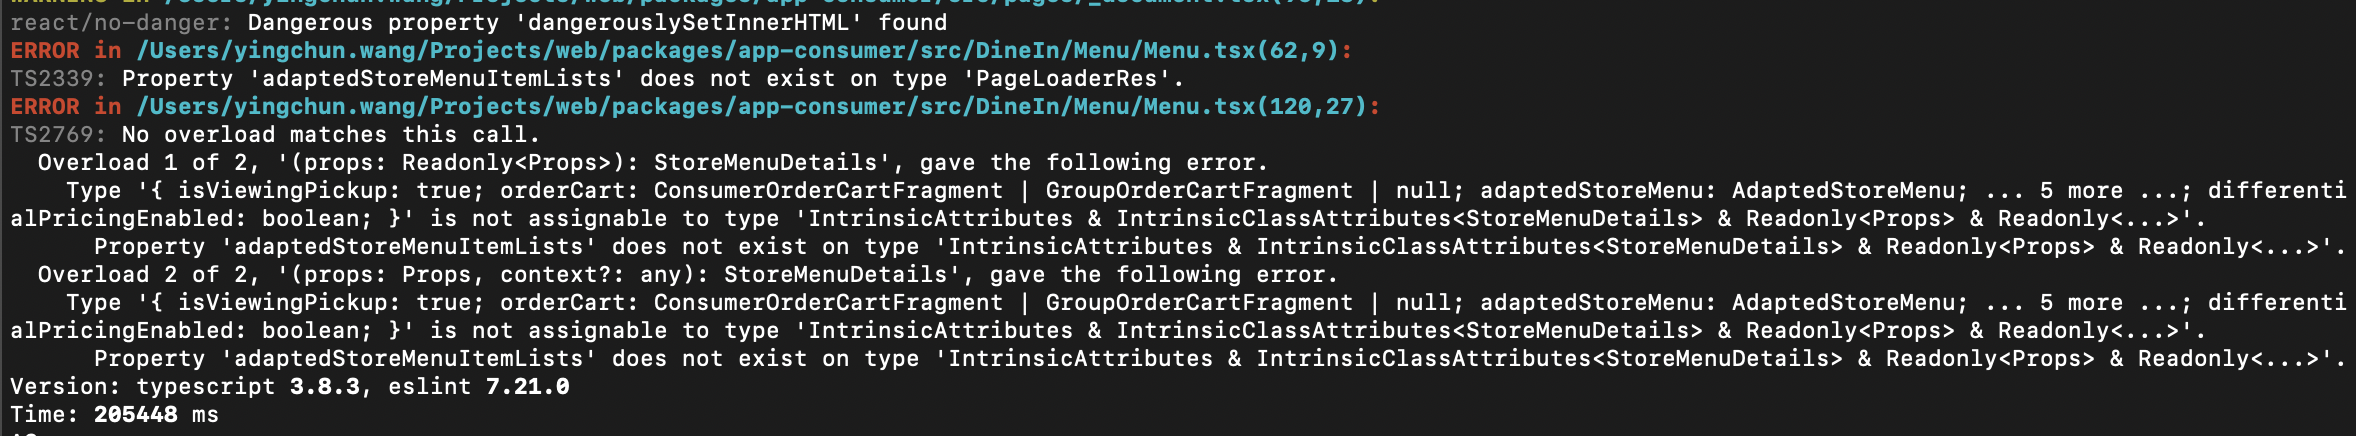 react/no-danger: Dangerous property 'dangerouslySetInnerHTML' found
ERROR in /Users/yingchun.wang/Projects/web/packages/app-consumer/src/DineIn/Menu/Menu.tsx(62,9):
TS2339: Property 'adaptedStoreMenuItemLists' does not exist on type 'PageLoaderRes'.
ERROR in /Users/yingchun.wang/Projects/web/packages/app-consumer/src/DineIn/Menu/Menu.tsx(120,27):
TS2769: No overload matches this call.
  Overload 1 of 2, '(props: Readonly<Props>): StoreMenuDetails', gave the following error.
    Type '{ isViewingPickup: true; orderCart: ConsumerOrderCartFragment | GroupOrderCartFragment | null; adaptedStoreMenu: AdaptedStoreMenu; ... 5 more ...; differenti
alPricingEnabled: boolean; }' is not assignable to type 'IntrinsicAttributes & IntrinsicClassAttributes<StoreMenuDetails> & Readonly<Props> & Readonly<...>'.
      Property 'adaptedStoreMenuItemLists' does not exist on type 'IntrinsicAttributes & IntrinsicClassAttributes<StoreMenuDetails> & Readonly<Props> & Readonly<...>'.
  Overload 2 of 2, '(props: Props, context?: any): StoreMenuDetails', gave the following error.
    Type '{ isViewingPickup: true; orderCart: ConsumerOrderCartFragment | GroupOrderCartFragment | null; adaptedStoreMenu: AdaptedStoreMenu; ... 5 more ...; differenti
alPricingEnabled: boolean; }' is not assignable to type 'IntrinsicAttributes & IntrinsicClassAttributes<StoreMenuDetails> & Readonly<Props> & Readonly<...>'.
      Property 'adaptedStoreMenuItemLists' does not exist on type 'IntrinsicAttributes & IntrinsicClassAttributes<StoreMenuDetails> & Readonly<Props> & Readonly<...>'.
Version: typescript 3.8.3, eslint 7.21.0
Time: 205448 ms